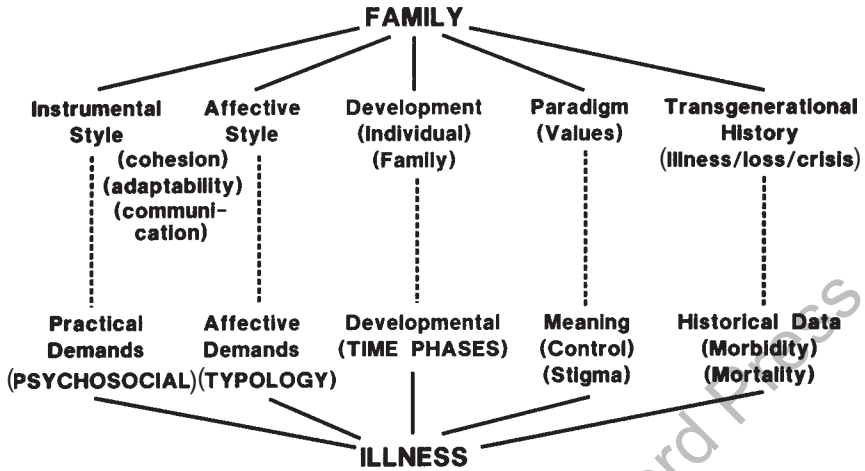 FAMILY
Instrumental Style
Affective Style
(cohesion)
(adaptability)
(communi-
cation)
Development
(Individual)
(Family)
Paradigm
(Values)
Transgenerational
History
(Illness/loss/crisis)
Practical
Demands
(PSYCHOSOCIAL)
Affective
Demands
(TYPOLOGY)
Developmental
(TIME PHASES)
Meaning
(Control)
(Stigma)
Historical Data
(Morbidity)
(Mortality)
ILLNESS
Press